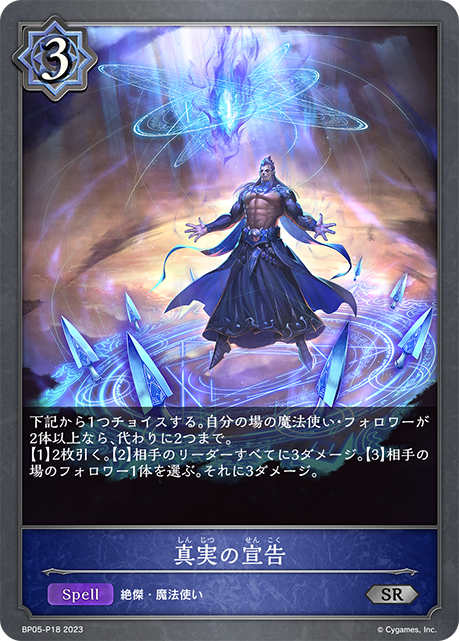 3
下記から1つチョイスする。自分の場の魔法使い・フォロワーが
2体以上なら、代わりに2つまで。
【1】2枚引く。【2】相手のリーダーすべてに3ダメージ。【3】相手の
場のフォロワー1体を選ぶ。それに3ダメージ。
しんじつ せんこく
真実の宣告
Spell 絶傑・魔法使い SR
BP05-P18 2023 © Cygames, Inc.